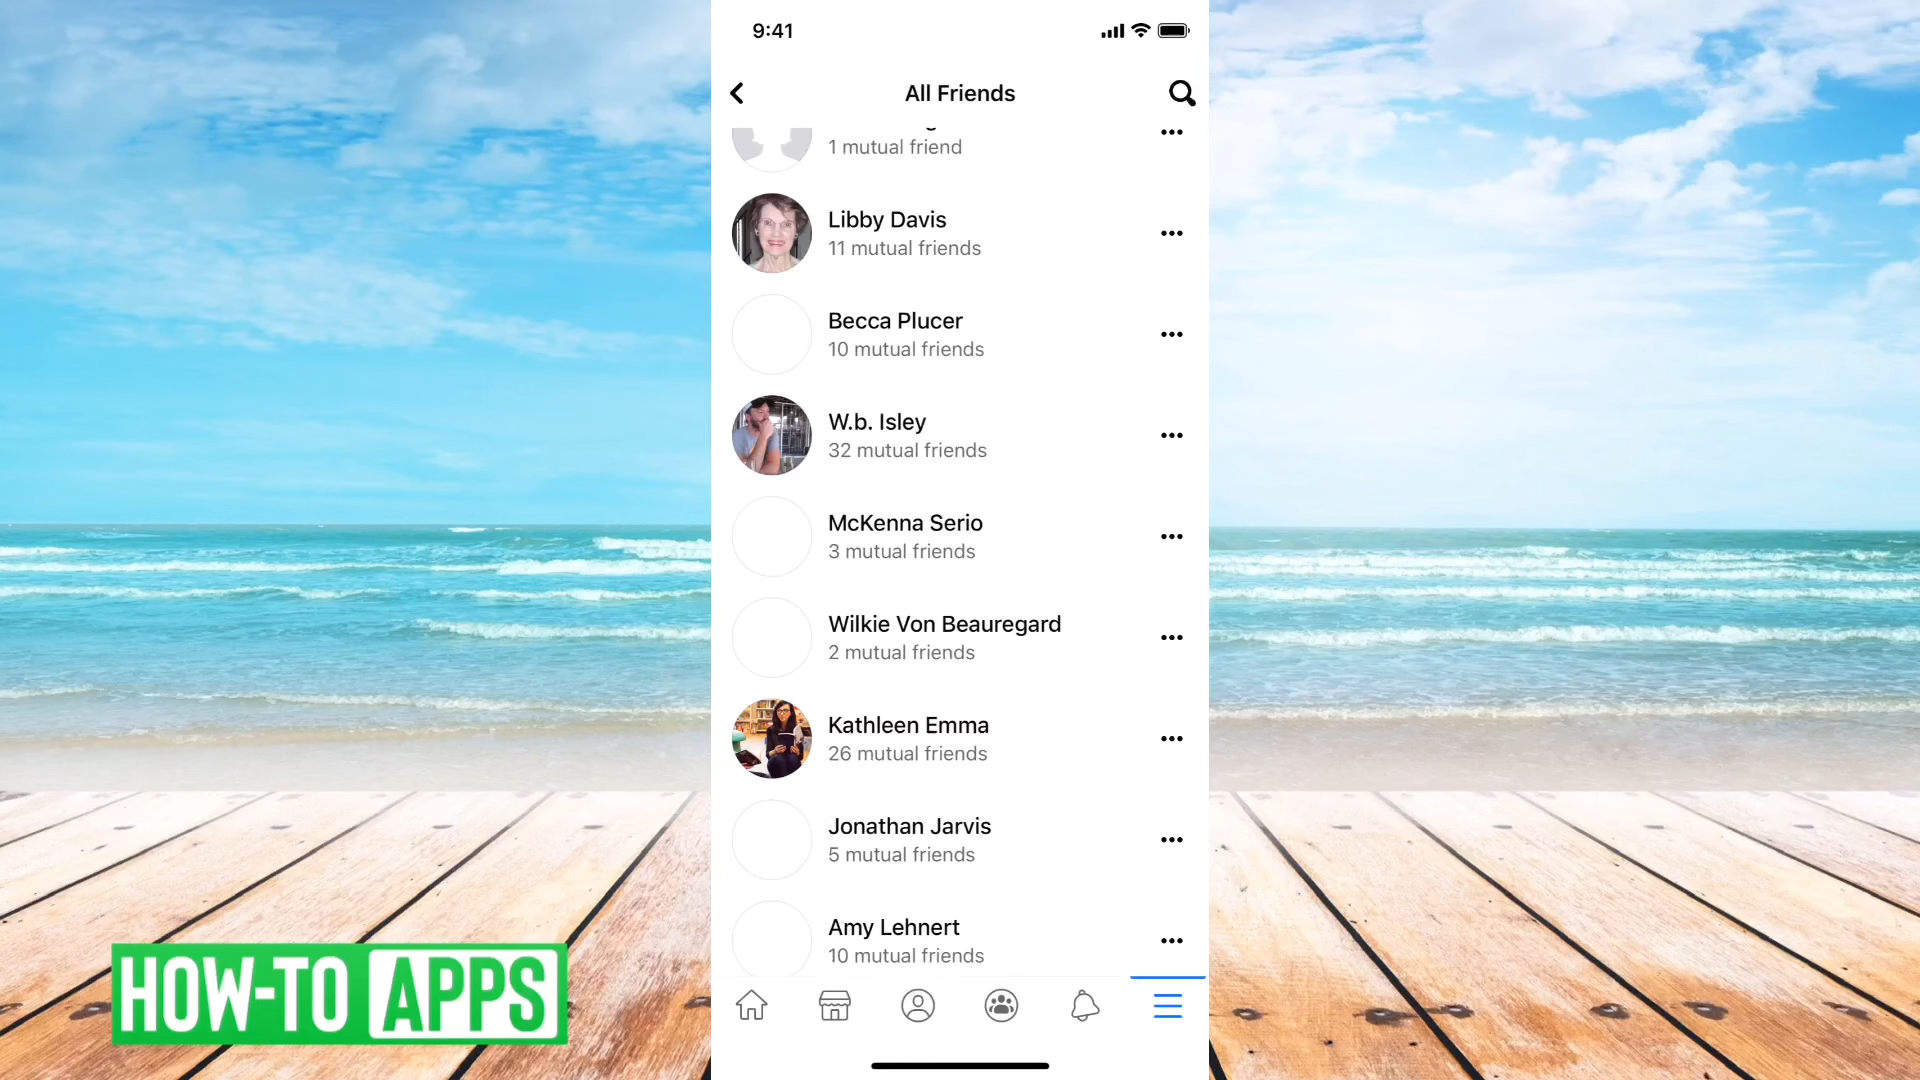 9:41
All Friends
1 mutual friend
Libby Davis
11 mutual friends
Becca Plucer
10 mutual friends
W.b. Isley
32 mutual friends
McKenna Serio
3 mutual friends
Wilkie Von Beauregard
2 mutual friends
Kathleen Emma
26 mutual friends
Jonathan Jarvis
5 mutual friends
Amy Lehnert
10 mutual friends
HOW-TO APPS